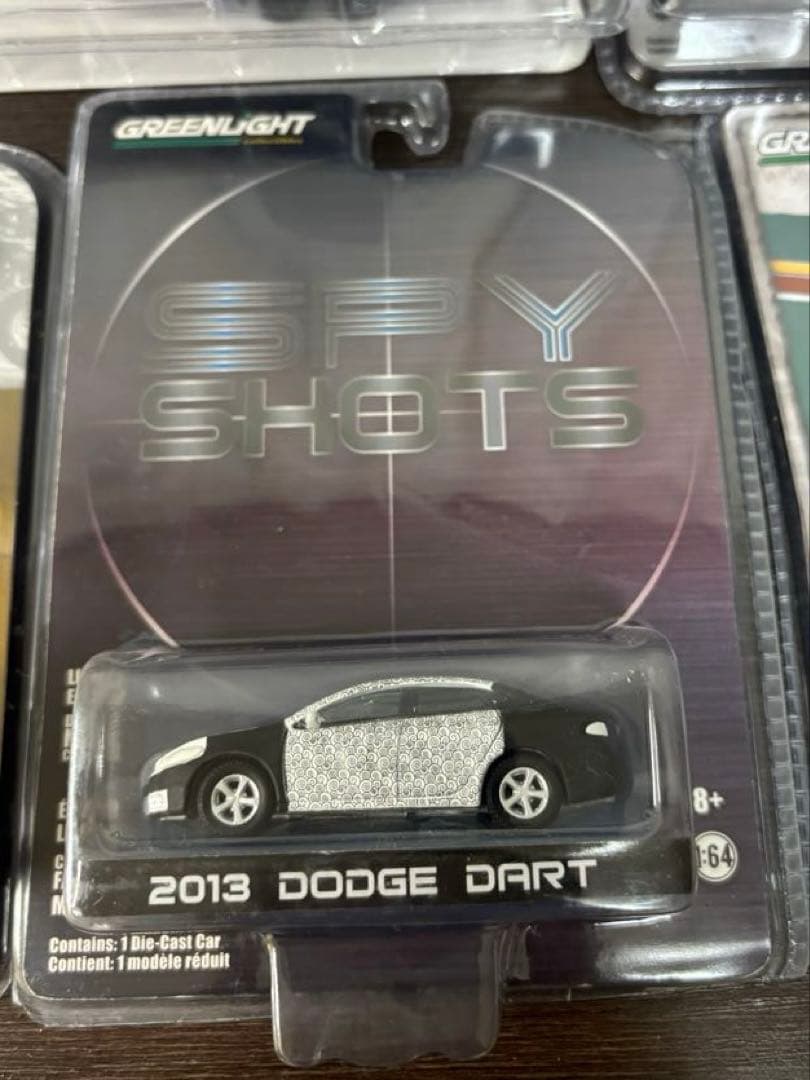 GREENLiGHT
SPY
SHOTS
8+
1:64
2013 DODGE DART
Contains: 1 Die-Cast Car
Contient: 1 modèle réduit